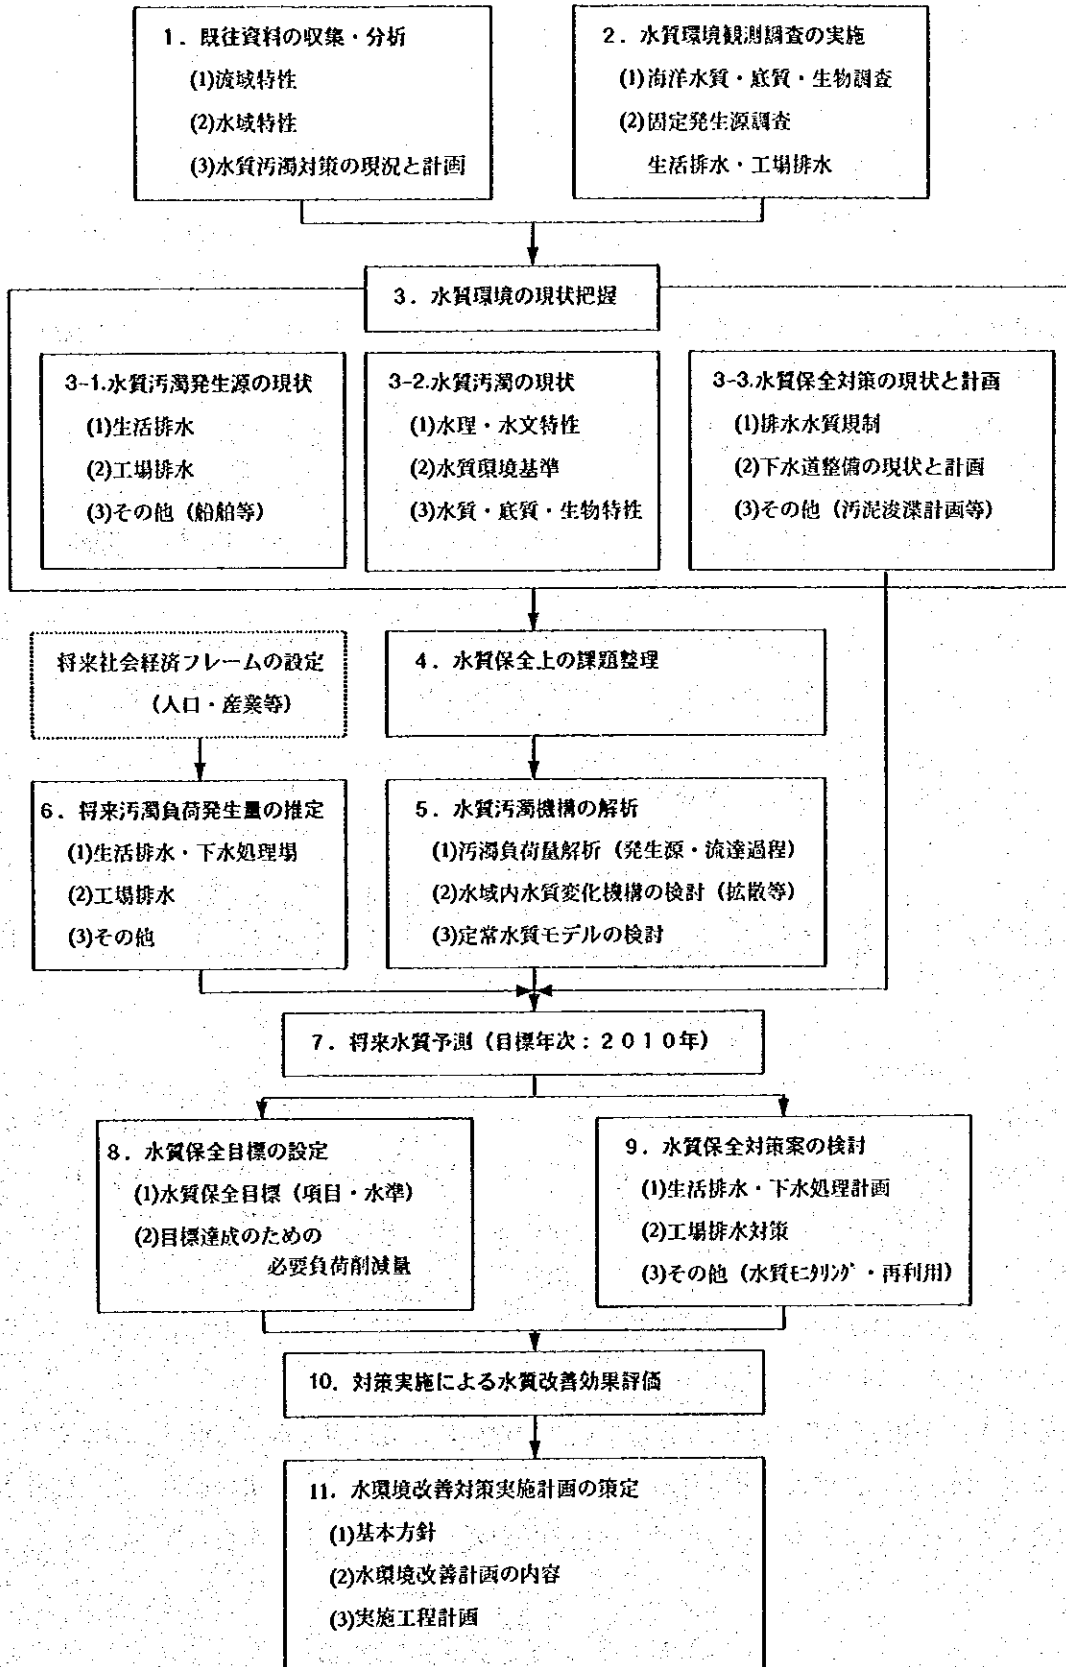 1．既往資料の収集・分析
(1)流域特性
(2)水域特性
(3)水質汚濁対策の現況と計画
2．水質環境観測調査の実施
(1)海洋水質・底質・生物調査
(2)固定発生源調査
生活排水・工場排水
3．水質環境の現状把握
3-1.水質汚濁発生源の現状
(1)生活排水
(2)工場排水
(3)その他（船舶等）
3-2.水質汚濁の現状
(1)水理・水文特性
(2)水質環境基準
(3)水質・底質・生物特性
3-3.水質保全対策の現状と計画
(1)排水水質規制
(2)下水道整備の現状と計画
(3)その他（汚泥浚渫計画等）
将来社会経済フレームの設定
（人口・産業等）
4．水質保全上の課題整理
6．将来汚濁負荷発生量の推定
(1)生活排水・下水処理場
(2)工場排水
(3)その他
5．水質汚濁機構の解析
(1)汚濁負荷量解析（発生源・流達過程）
(2)水域内水質変化機構の検討（拡散等）
(3)定常水質モデルの検討
7．将来水質予測（目標年次：２０１０年）
8．水質保全目標の設定
(1)水質保全目標（項目・水準）
(2)目標達成のための
必要負荷削減量
9．水質保全対策案の検討
(1)生活排水・下水処理計画
(2)工場排水対策
(3)その他（水質ﾓﾆﾀﾘﾝｸﾞ・再利用）
10．対策実施による水質改善効果評価
11．水環境改善対策実施計画の策定
(1)基本方針
(2)水環境改善計画の内容
(3)実施工程計画